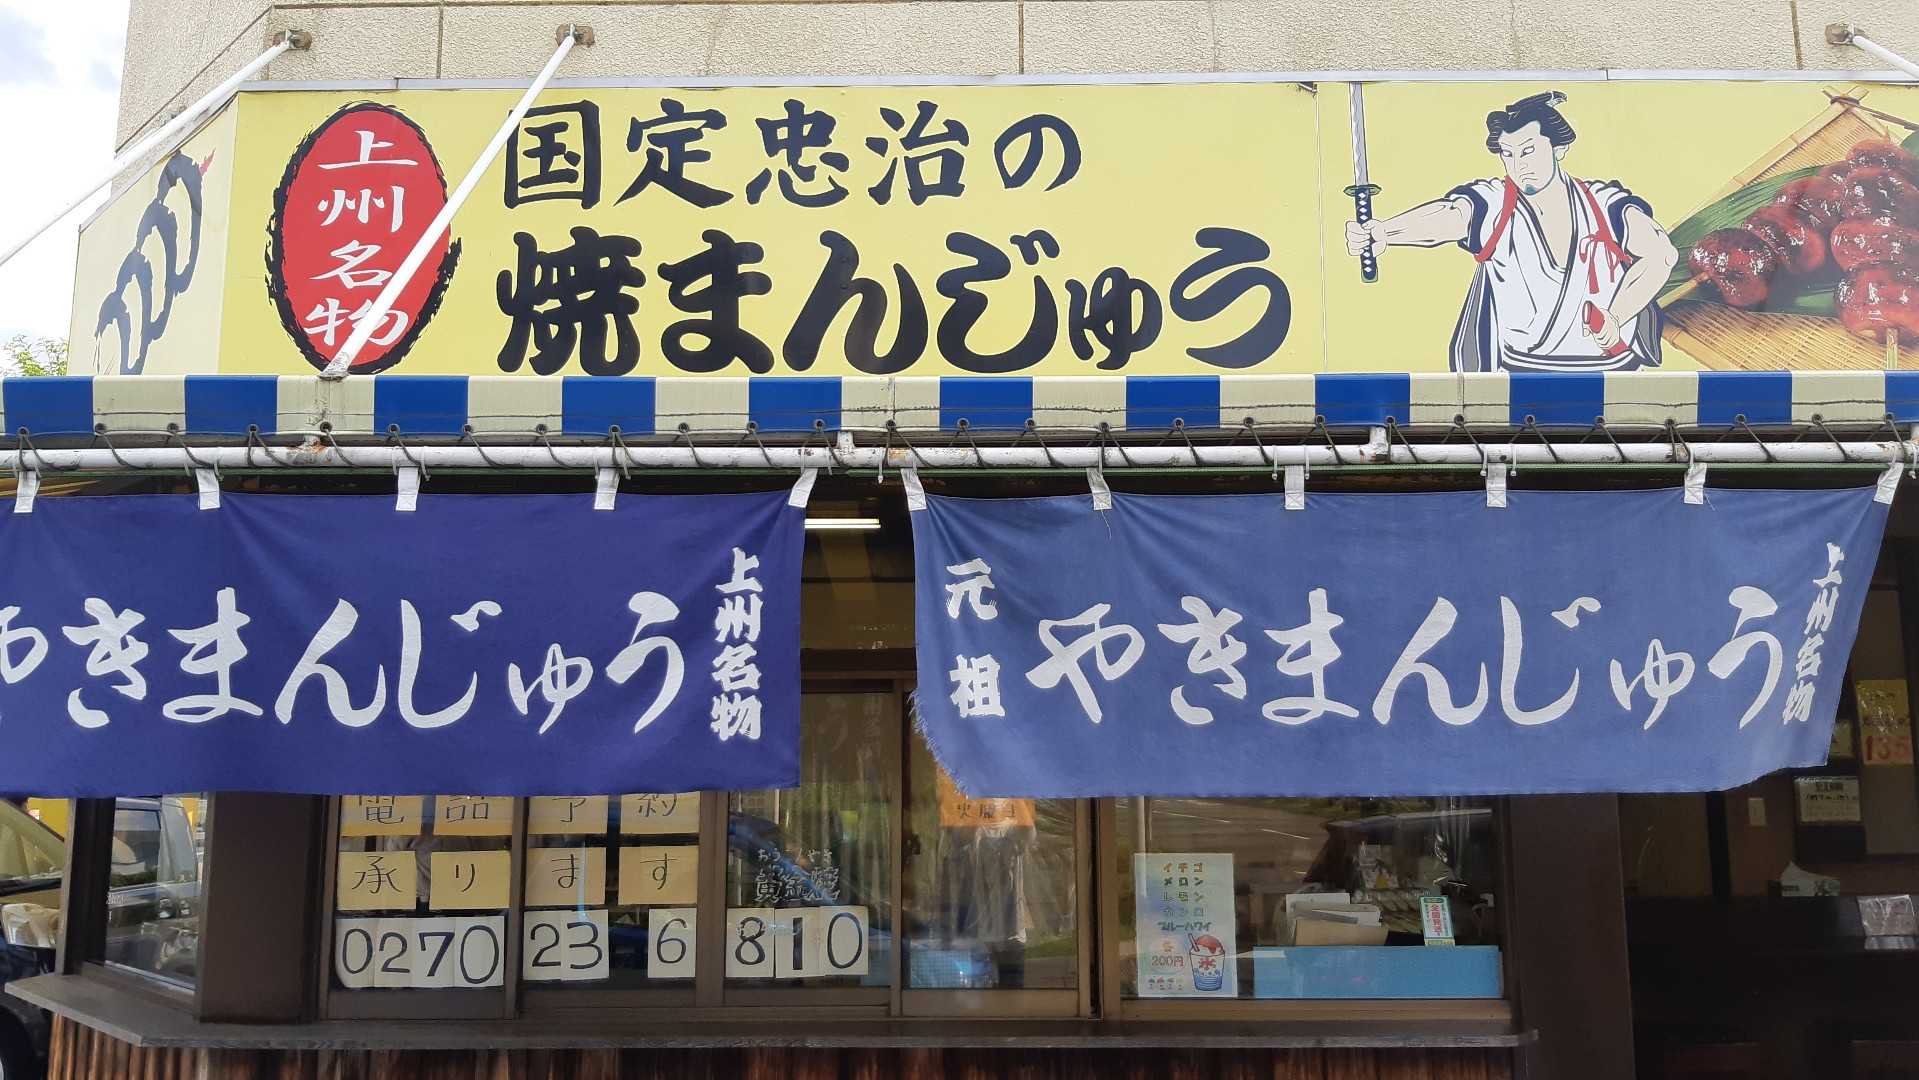 上州名物
国定忠治の
焼まんじゅう
やきまんじゅう
上州名物
元祖
やきまんじゅう
上州名物
電話予約
承ります
0270 23 6810
イチゴ
メロン
レモン
ブルーハワイ
各
200円
氷
135